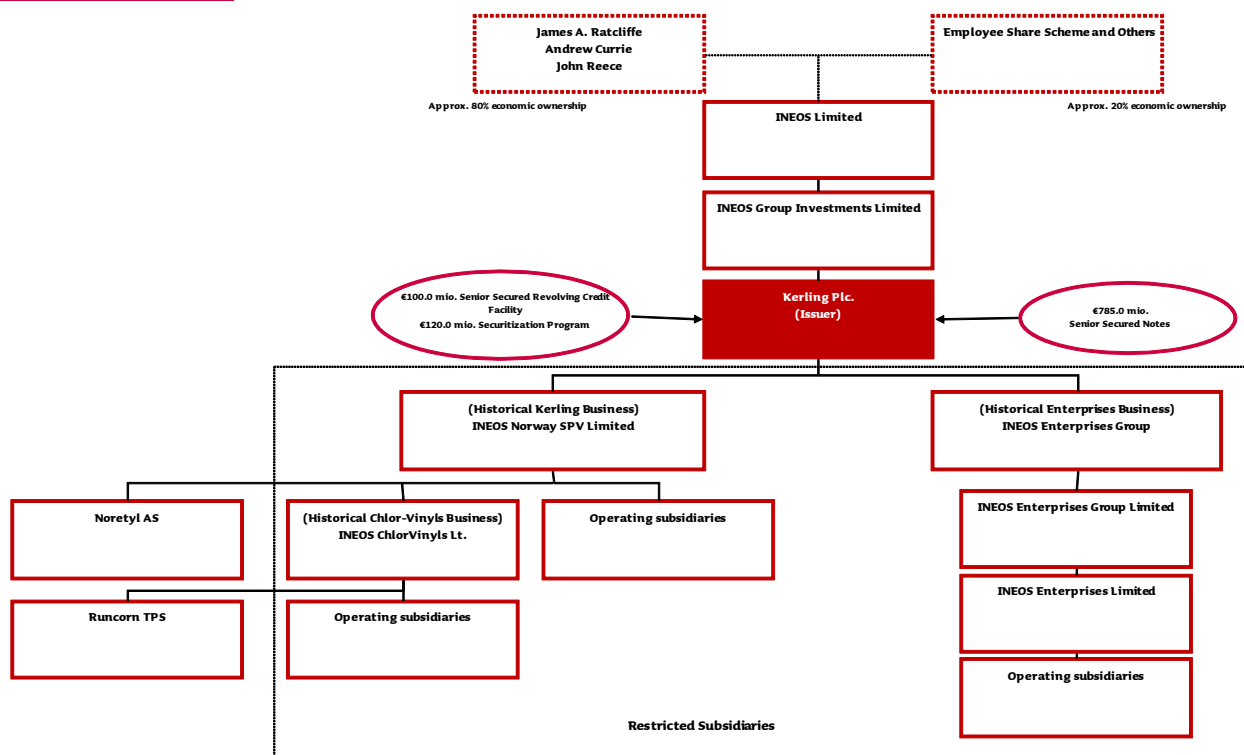 James A. Ratcliffe
Andrew Currie
John Reece
Employee Share Scheme and Others
Approx. 80% economic ownership
Approx. 20% economic ownership
INEOS Limited
INEOS Group Investments Limited
€100.0 mio. Senior Secured Revolving Credit
Facility
€120.0 mio. Securitization Program
Kerling Plc.
(Issuer)
€785.0 mio.
Senior Secured Notes
(Historical Kerling Business)
INEOS Norway SPV Limited
(Historical Enterprises Business)
INEOS Enterprises Group
Noretyl AS
(Historical Chlor-Vinyls Business)
INEOS ChlorVinyls Lt.
Operating subsidiaries
INEOS Enterprises Group Limited
INEOS Enterprises Limited
Runcorn TPS
Operating subsidiaries
Operating subsidiaries
Restricted Subsidiaries